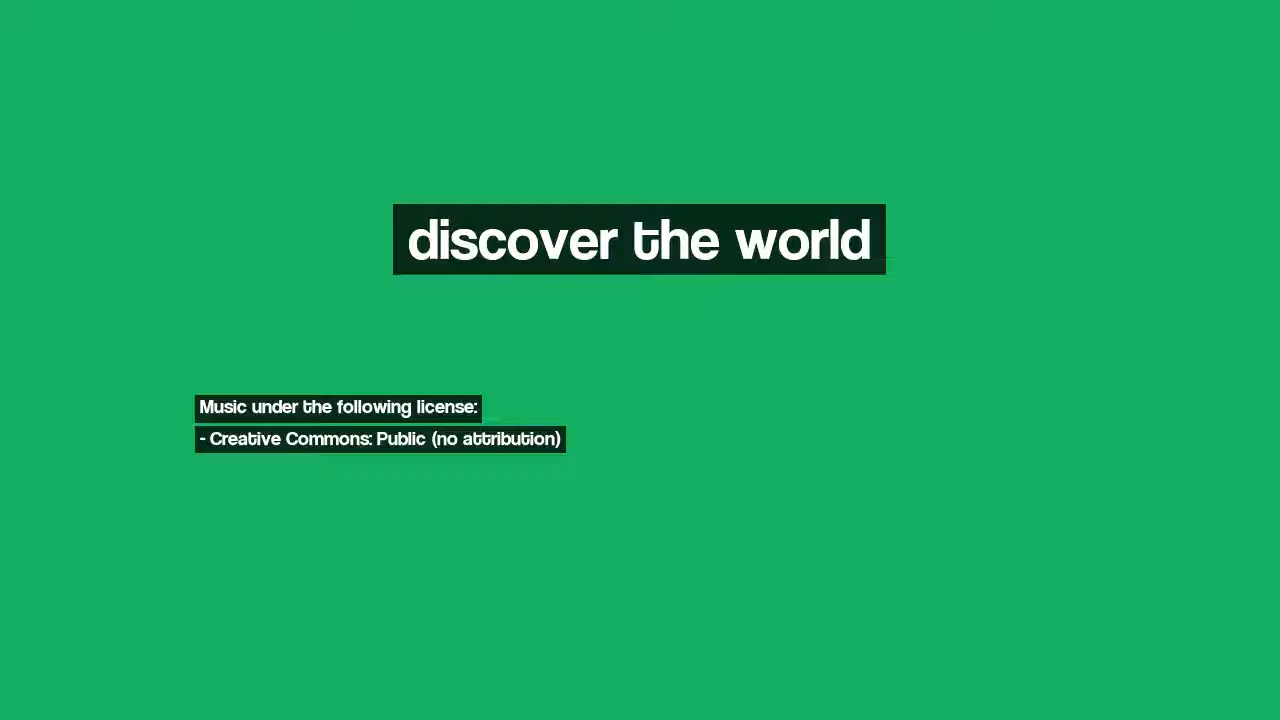 discover the world
Music under the following license:
- Creative Commons: Public (no attribution)